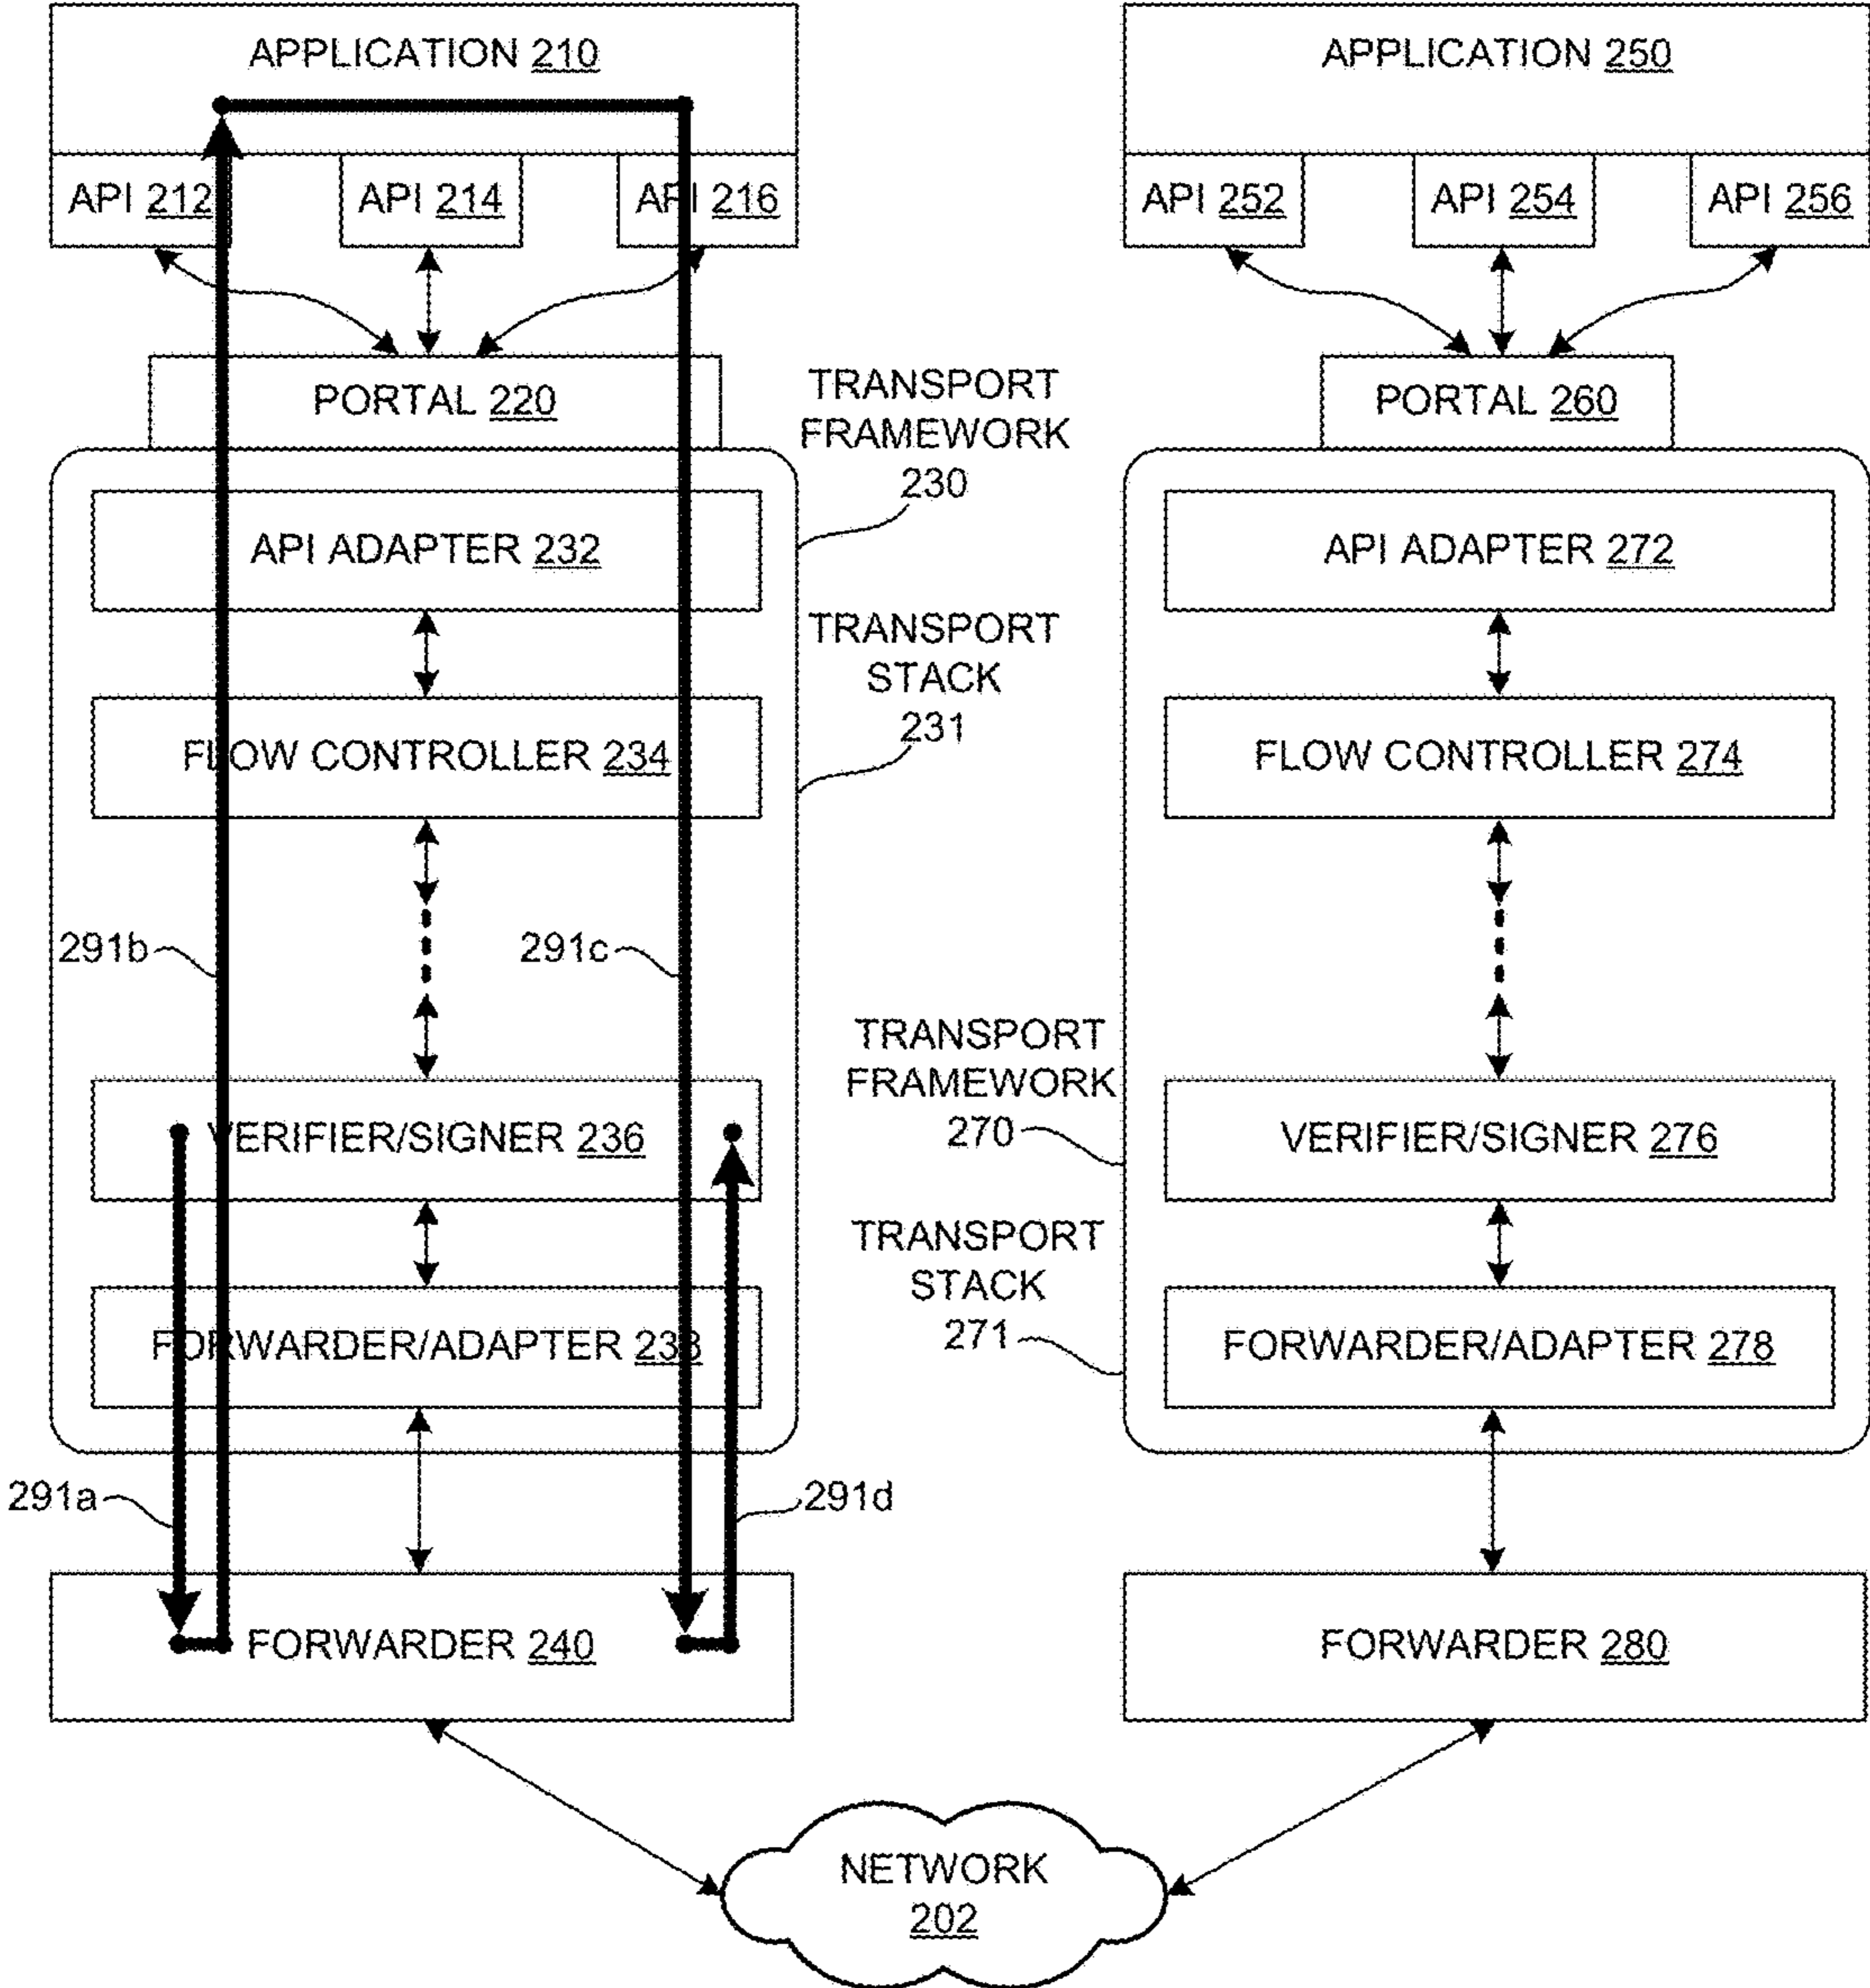 APPLICATION 210
API 212
API 214
API 216
PORTAL 220
TRANSPORT
FRAMEWORK
230
API ADAPTER 232
TRANSPORT
STACK
231
FLOW CONTROLLER 234
291b
291c
VERIFIER/SIGNER 236
FORWARDER/ADAPTER 238
291a
291d
FORWARDER 240
APPLICATION 250
API 252
API 254
API 256
PORTAL 260
API ADAPTER 272
FLOW CONTROLLER 274
TRANSPORT
FRAMEWORK
270
VERIFIER/SIGNER 276
TRANSPORT
STACK
271
FORWARDER/ADAPTER 278
FORWARDER 280
NETWORK
202